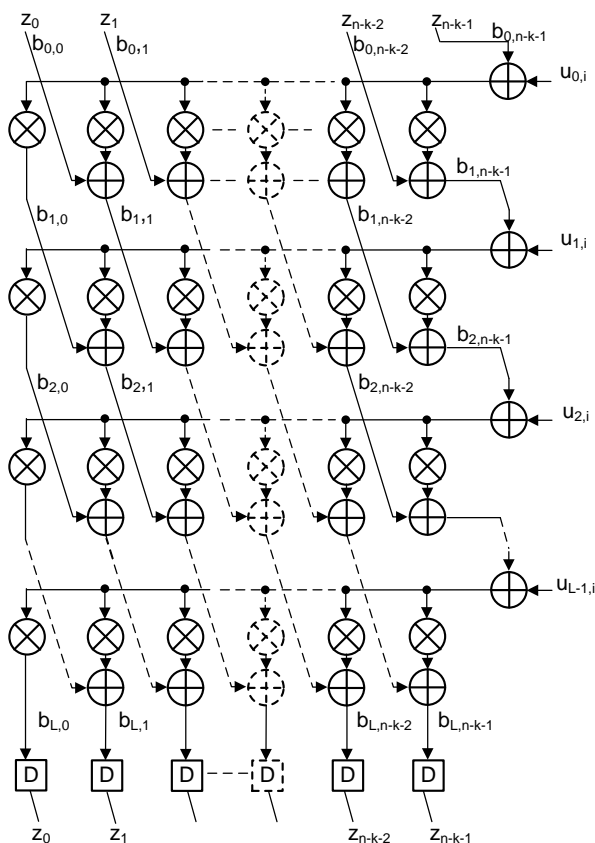 z0 z1 zn-k-2 zn-k-1
b0,0 b0,1 b0,n-k-2 b0,n-k-1
u0,i
b1,n-k-1
b1,0 b1,1 b1,n-k-2
u1,i
b2,n-k-1
b2,0 b2,1 b2,n-k-2
u2,i
uL-1,i
bL,0 bL,1 bL,n-k-2 bL,n-k-1
D D D D D D
z0 z1 zn-k-2 zn-k-1